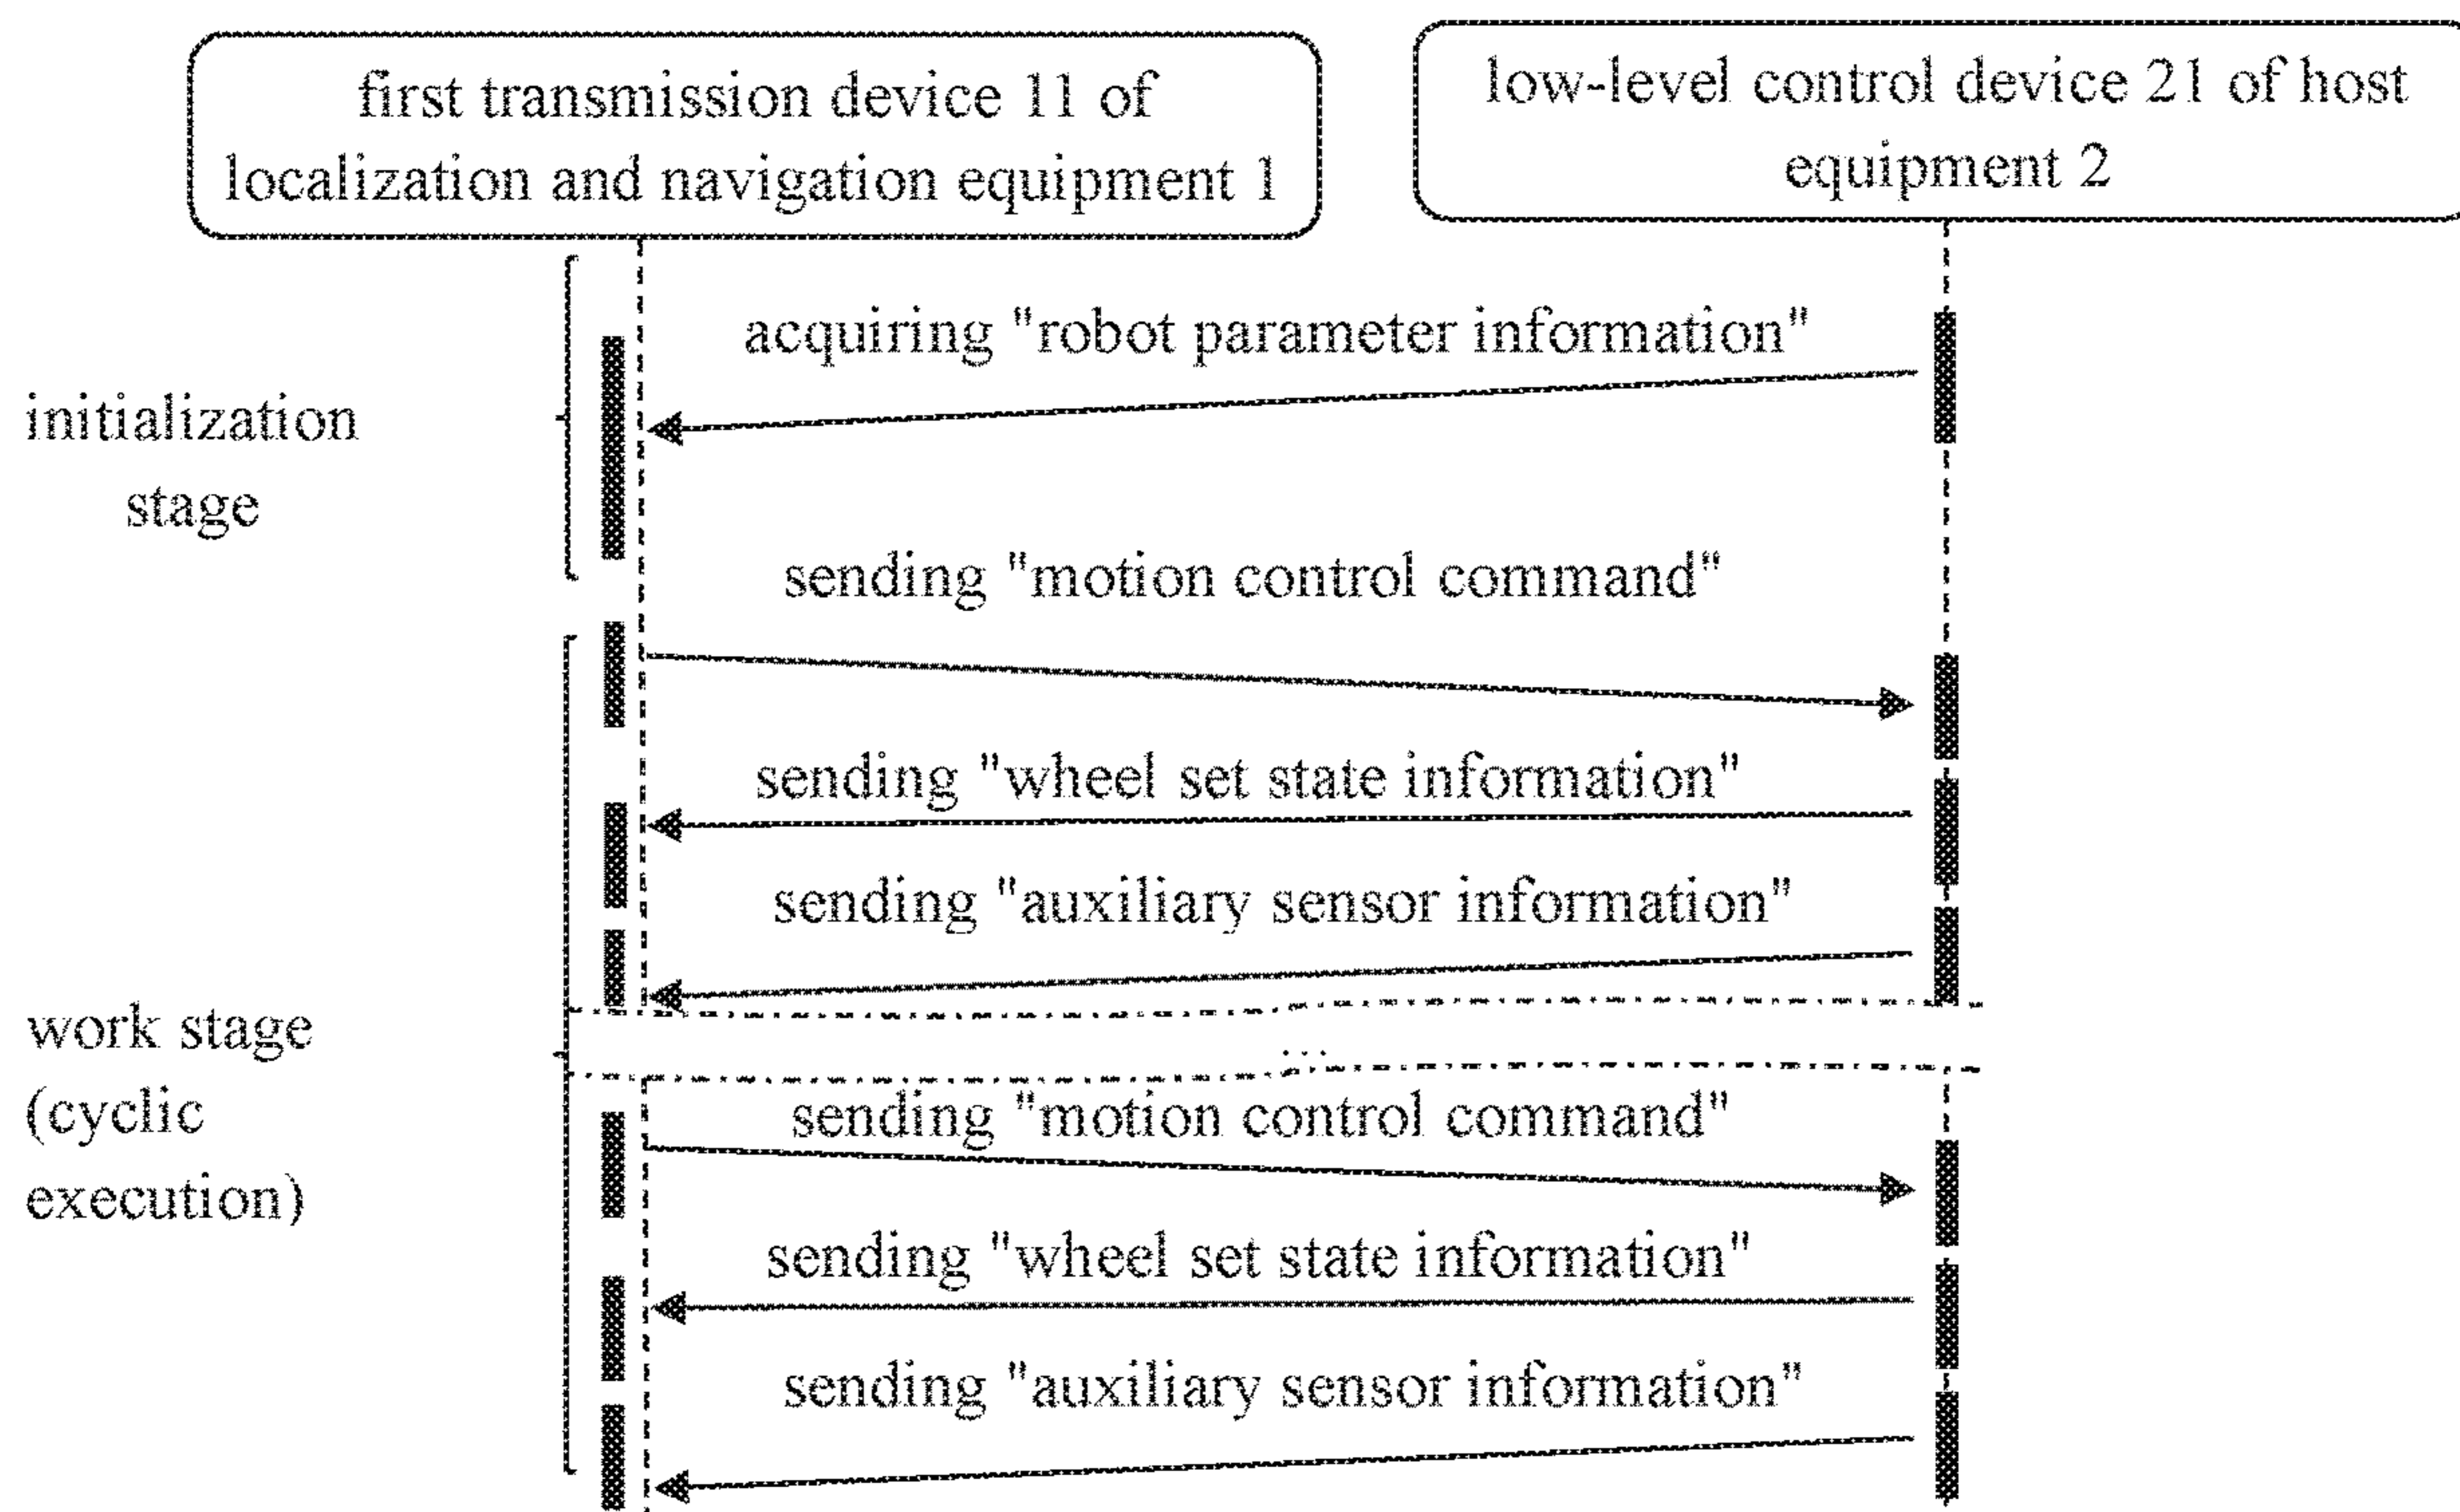 first transmission device 11 of
localization and navigation equipment 1
low-level control device 21 of host
equipment 2
acquiring "robot parameter information"
initialization
stage
sending "motion control command"
sending "wheel set state information"
sending "auxiliary sensor information"
work stage
(cyclic
execution)
sending "motion control command"
sending "wheel set state information"
sending "auxiliary sensor information"